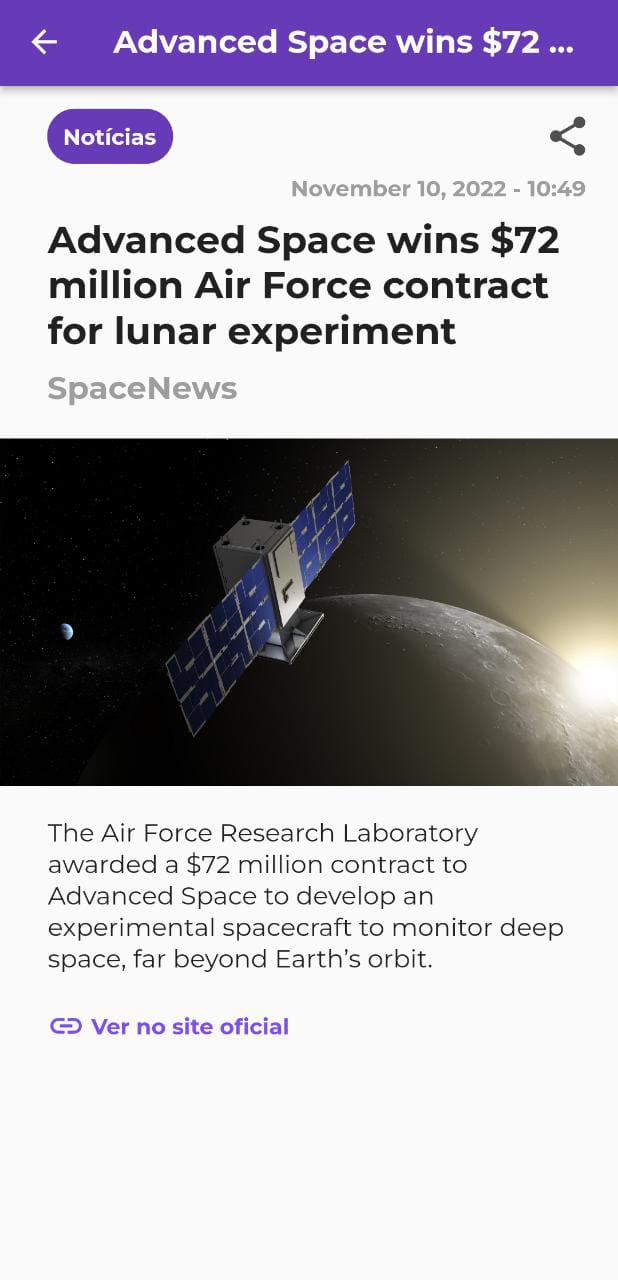 Advanced Space wins $72 ...
Notícias
November 10, 2022 - 10:49
Advanced Space wins $72
million Air Force contract
for lunar experiment
SpaceNews
The Air Force Research Laboratory
awarded a $72 million contract to
Advanced Space to develop an
experimental spacecraft to monitor deep
space, far beyond Earth’s orbit.
Ver no site oficial